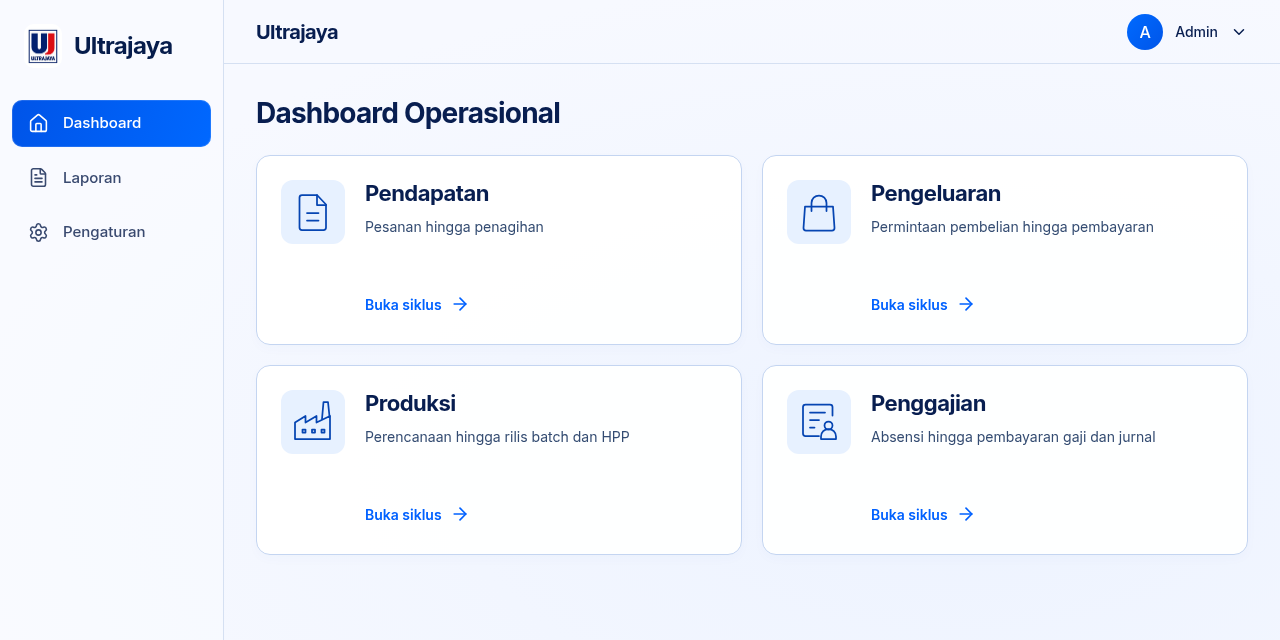 ULTRAJAYA
Ultrajaya
Dashboard
Laporan
Pengaturan
Ultrajaya
A
Admin
Dashboard Operasional
Pendapatan
Pesanan hingga penagihan
Buka siklus
Pengeluaran
Permintaan pembelian hingga pembayaran
Buka siklus
Produksi
Perencanaan hingga rilis batch dan HPP
Buka siklus
Penggajian
Absensi hingga pembayaran gaji dan jurnal
Buka siklus